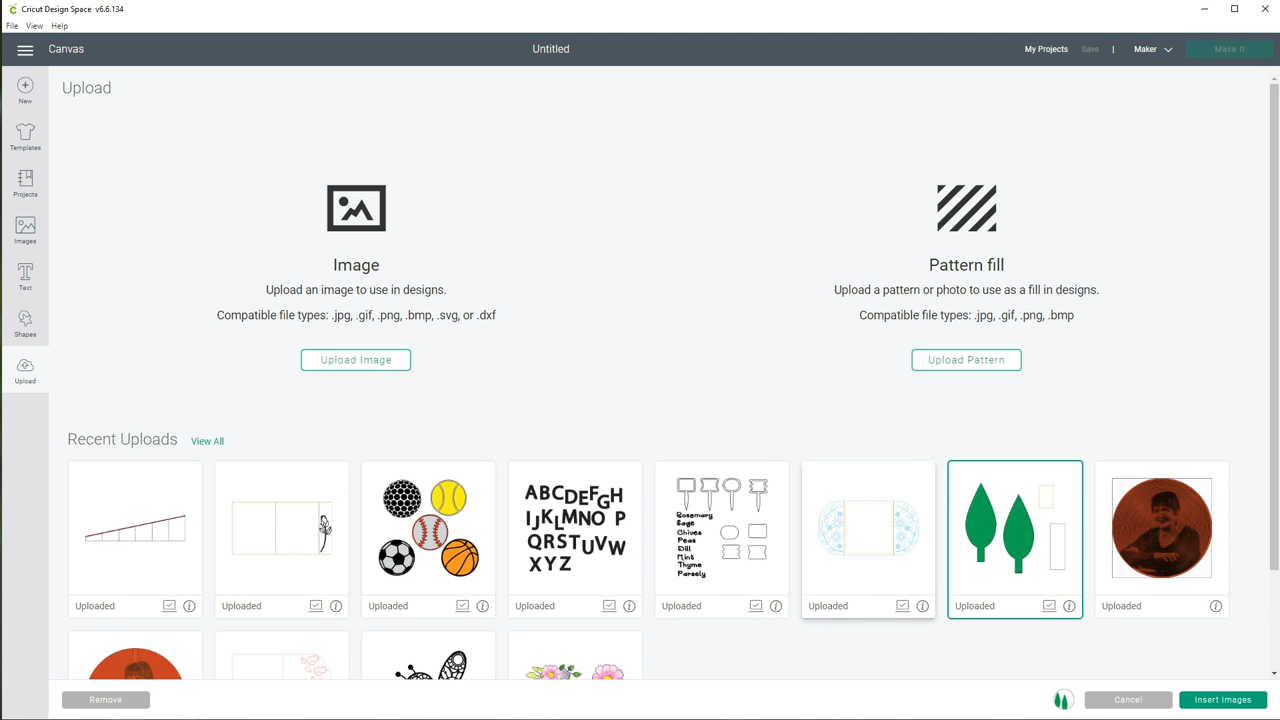 Cricut Design Space v6.6.134
File View Help
Canvas
Untitled
My Projects Save | Maker Make It
New
Templates
Projects
Images
Text
Shapes
Upload
Upload
Image
Upload an image to use in designs.
Compatible file types: .jpg, .gif, .png, .bmp, .svg, or .dxf
Upload Image
Pattern fill
Upload a pattern or photo to use as a fill in designs.
Compatible file types: .jpg, .gif, .png, .bmp
Upload Pattern
Recent Uploads View All
ABCDEFGH
IJKLMNO P
QRSTUVW
XYZ
Rosemary
Sage
Chives
Peas
Dill
Mint
Thyme
Parsely
Uploaded
Uploaded
Uploaded
Uploaded
Uploaded
Uploaded
Uploaded
Uploaded
Remove
Cancel
Insert Images